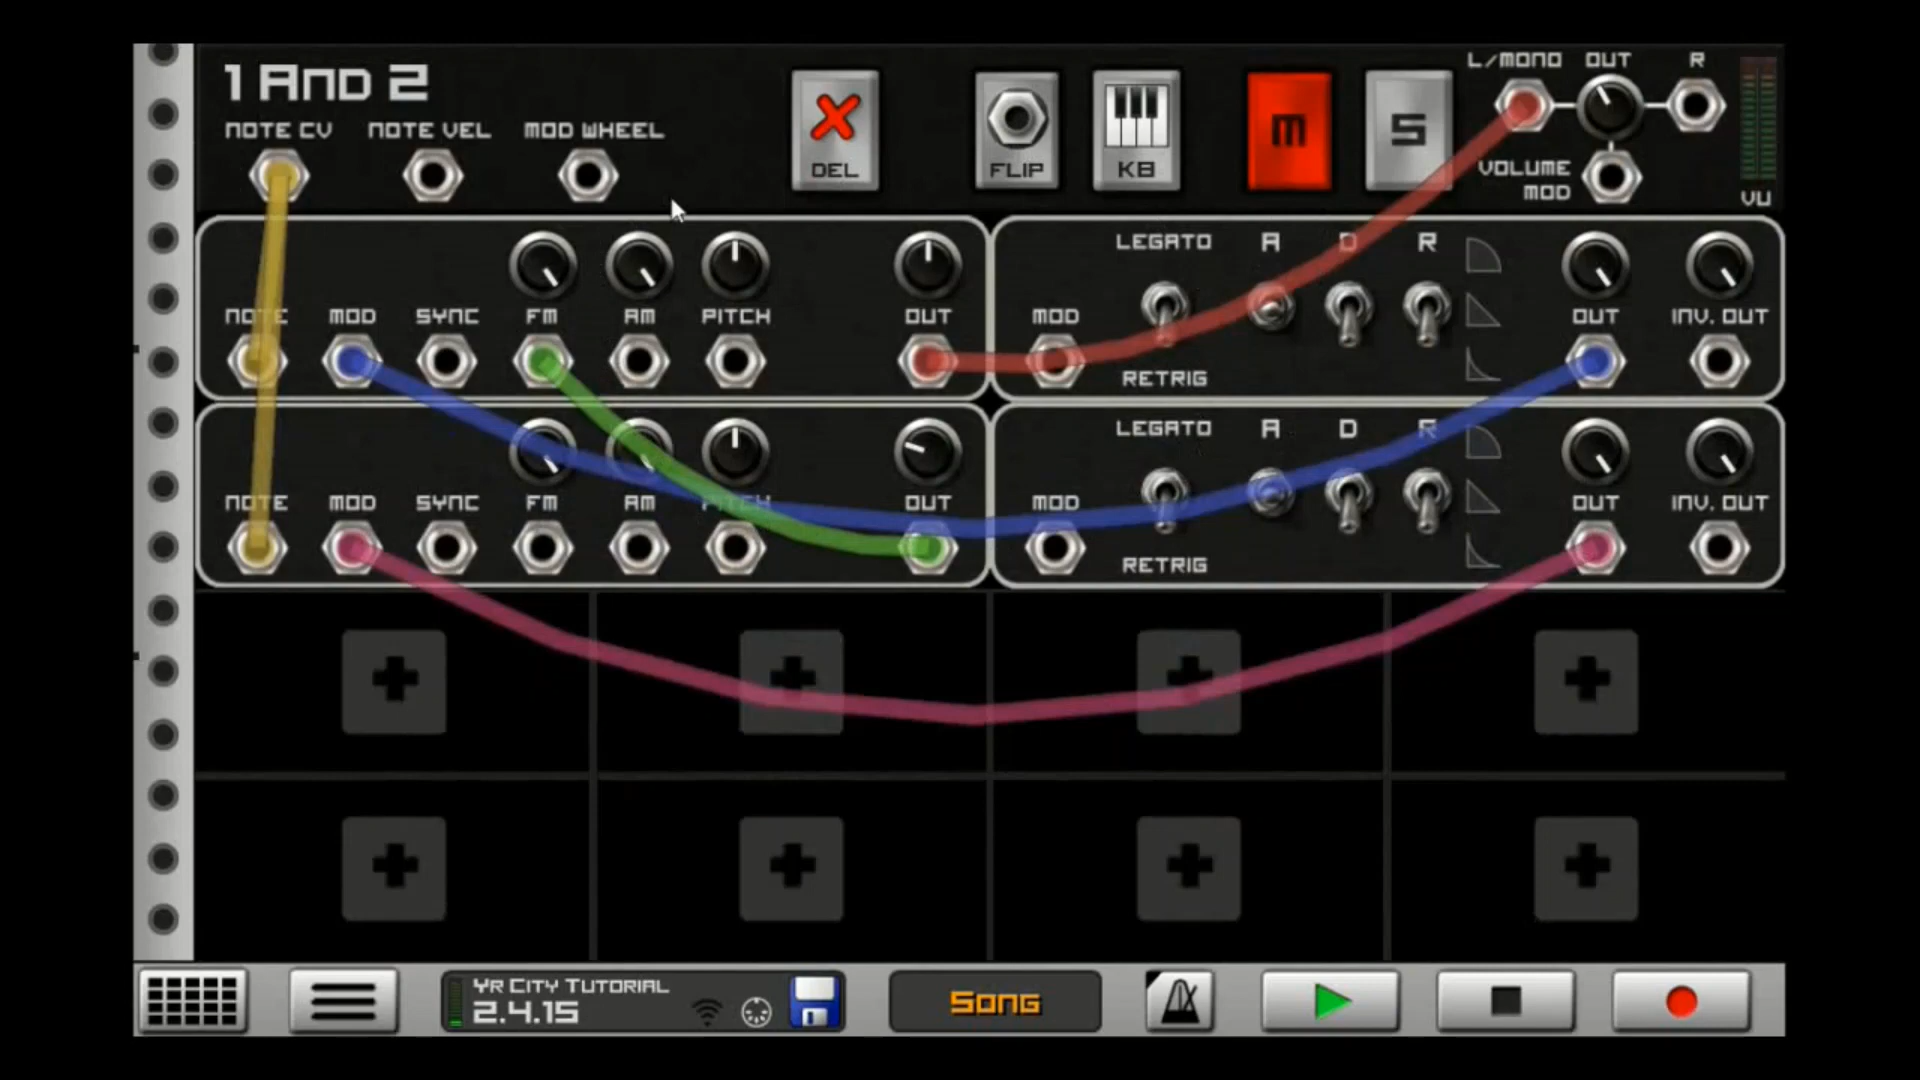 1 And 2
NOTE CV NOTE VEL MOD WHEEL
DEL
FLIP
KB
M
S
L/MONO OUT R
VOLUME
MOD
VU
NOTE MOD SYNC FM AM PITCH OUT
LEGATO A D R
MOD
RETRIG
OUT INV. OUT
NOTE MOD SYNC FM AM PITCH OUT
LEGATO A D R
MOD
RETRIG
OUT INV. OUT
Yr City Tutorial
2.4.15
Song